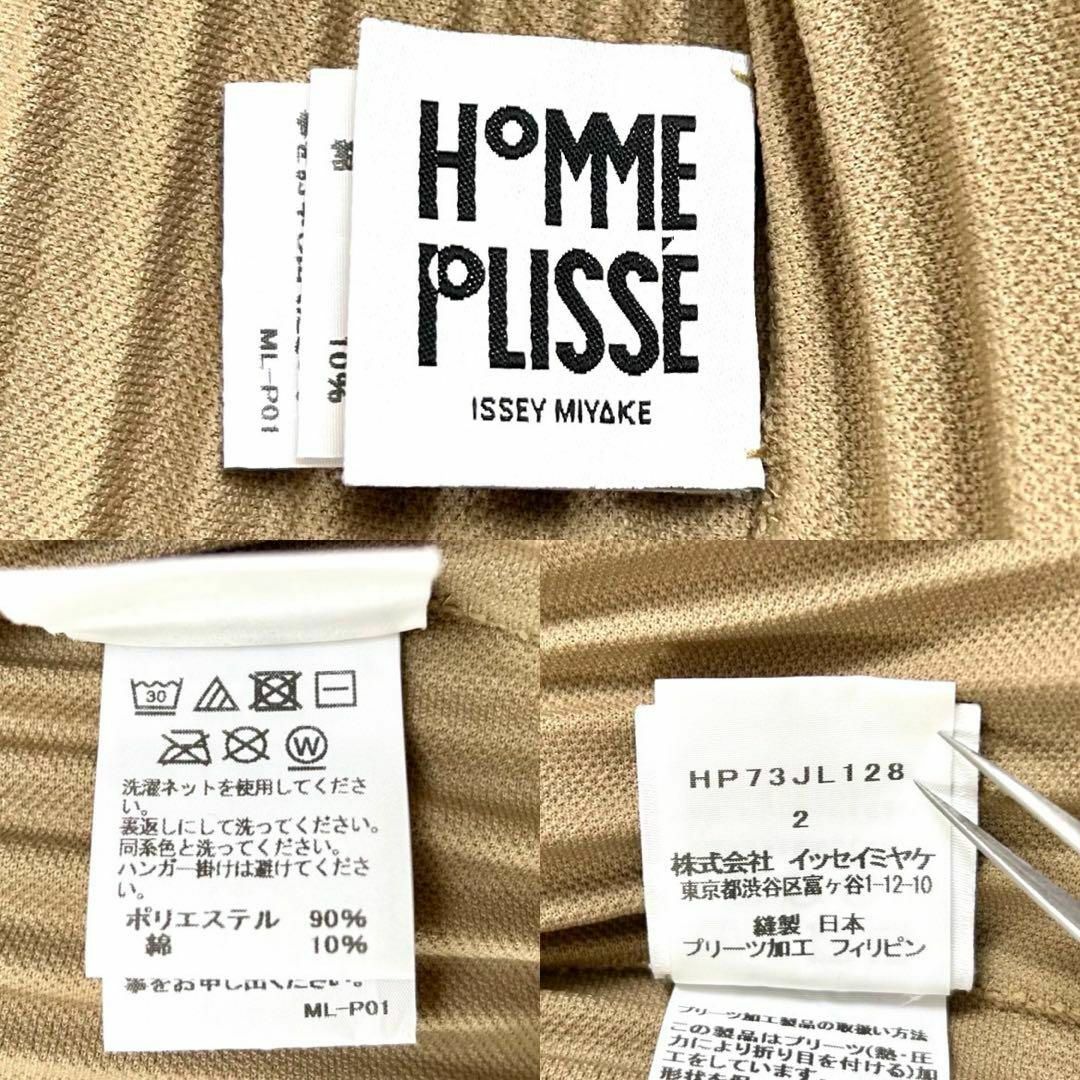 HOMME
PLISSÉ
ISSEY MIYAKE
10%
ML-P01
30
W
洗濯ネットを使用してくださ
い。
裏返しにして洗ってください。
同系色と洗ってください。
ハンガー掛けは避けてくださ
い。
ポリエステル 90%
綿 10%
ML-P01
HP73JL128
2
株式会社 イッセイミヤケ
東京都渋谷区富ヶ谷1-12-10
縫製 日本
プリーツ加工 フィリピン
プリーツ加工製品の取扱い方法
この製品はプリーツ(熱・圧
力により折り目を付ける)加
工をしています。